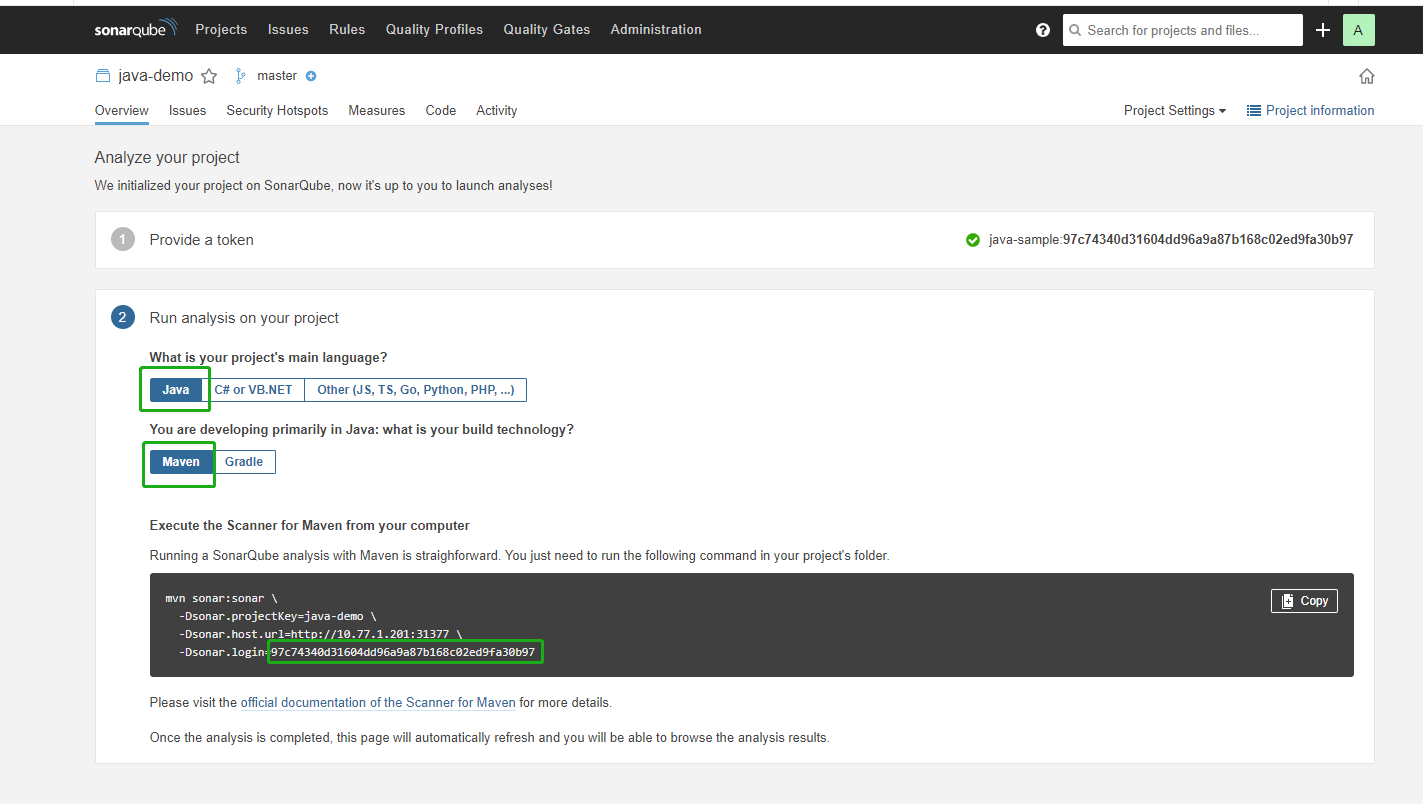 sonarqube Projects Issues Rules Quality Profiles Quality Gates Administration ? Search for projects and files... + A
java-demo master
Overview Issues Security Hotspots Measures Code Activity Project Settings Project information
Analyze your project
We initialized your project on SonarQube, now it's up to you to launch analyses!
1 Provide a token java-sample:97c74340d31604dd96a9a87b168c02ed9fa30b97
2 Run analysis on your project
What is your project's main language?
Java C# or VB.NET Other (JS, TS, Go, Python, PHP, ...)
You are developing primarily in Java: what is your build technology?
Maven Gradle
Execute the Scanner for Maven from your computer
Running a SonarQube analysis with Maven is straighforward. You just need to run the following command in your project's folder.
mvn sonar:sonar \
Copy
-Dsonar.projectKey=java-demo \
-Dsonar.host.url=http://10.77.1.201:31377 \
-Dsonar.login=97c74340d31604dd96a9a87b168c02ed9fa30b97
Please visit the official documentation of the Scanner for Maven for more details.
Once the analysis is completed, this page will automatically refresh and you will be able to browse the analysis results.